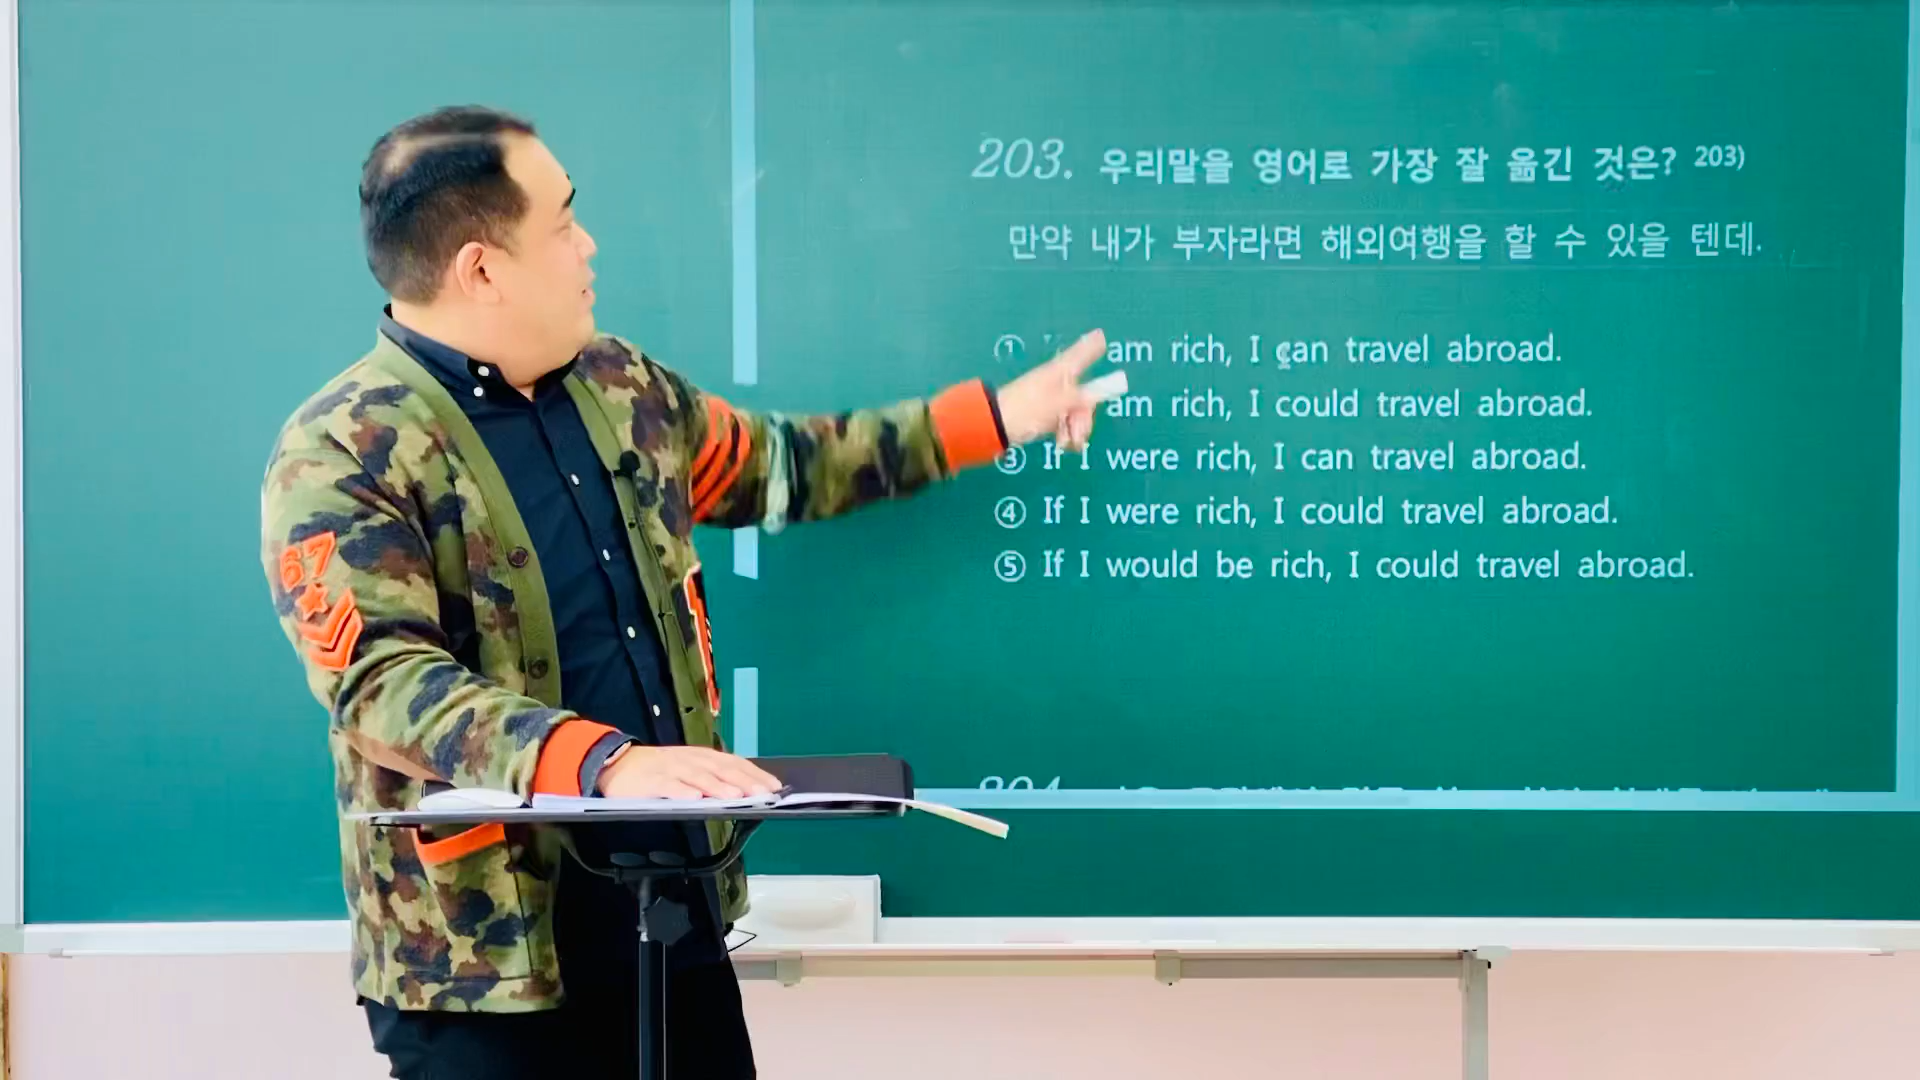 203. 우리말을 영어로 가장 잘 옮긴 것은? 203)
만약 내가 부자라면 해외여행을 할 수 있을 텐데.
① am rich, I can travel abroad.
am rich, I could travel abroad.
③ If I were rich, I can travel abroad.
④ If I were rich, I could travel abroad.
⑤ If I would be rich, I could travel abroad.
67